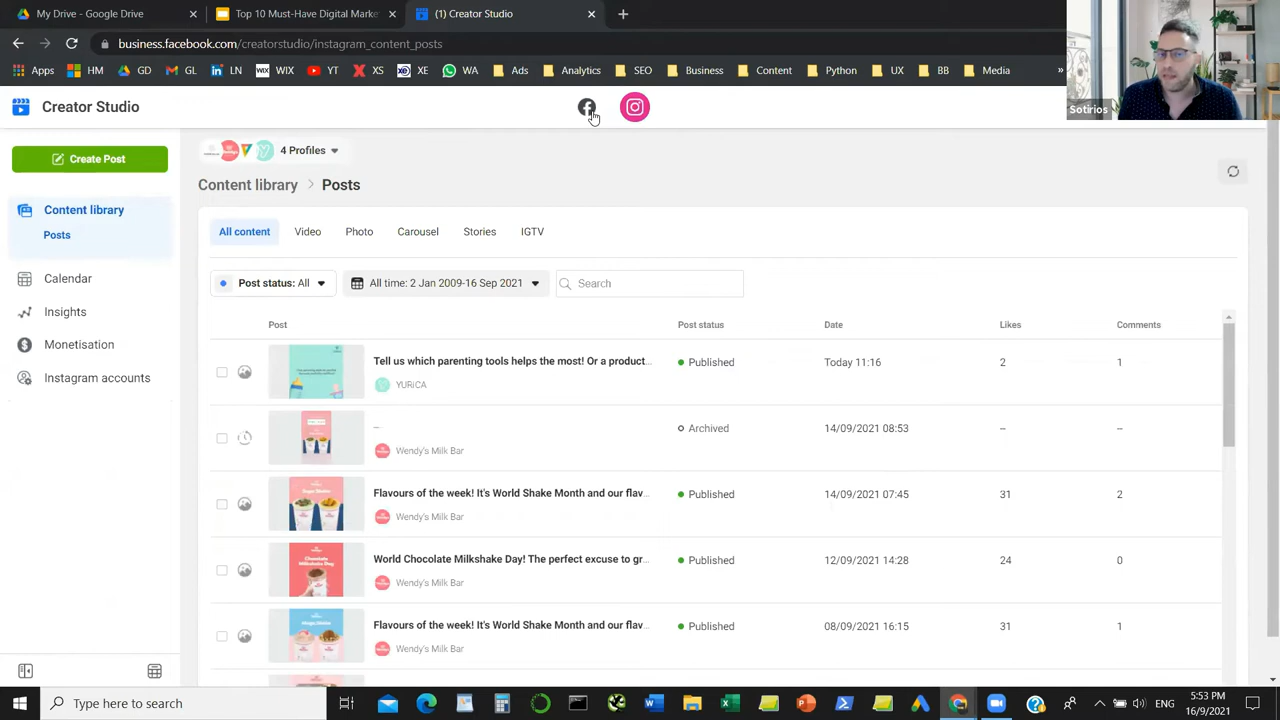 My Drive - Google Drive
Top 10 Must-Have Digital Marke
(1) Creator Studio
business.facebook.com/creatorstudio/instagram_content_posts
Apps HM GD GL LN WIX YT XS XE WA Analytics SEO Business Python BB Media »
Sotirios
Creator Studio
Create Post
4 Profiles
Content library
Posts
Calendar
Insights
Monetisation
Instagram accounts
Content library > Posts
All content Video Photo Carousel Stories IGTV
Post status: All
All time: 2 Jan 2009-16 Sep 2021
Search
Post Post status Date Likes Comments
Tell us which parenting tools helps the most! Or a product... Published Today 11:16 2 1
YURiCA
-- Archived 14/09/2021 08:53 -- --
Wendy's Milk Bar
Flavours of the week! It's World Shake Month and our flav... Published 14/09/2021 07:45 31 2
Wendy's Milk Bar
World Chocolate Milkshake Day! The perfect excuse to gr... Published 12/09/2021 14:28 24 0
Wendy's Milk Bar
Flavours of the week! It's World Shake Month and our flav... Published 08/09/2021 16:15 31 1
Wendy's Milk Bar
Type here to search
ENG
5:53 PM
16/9/2021